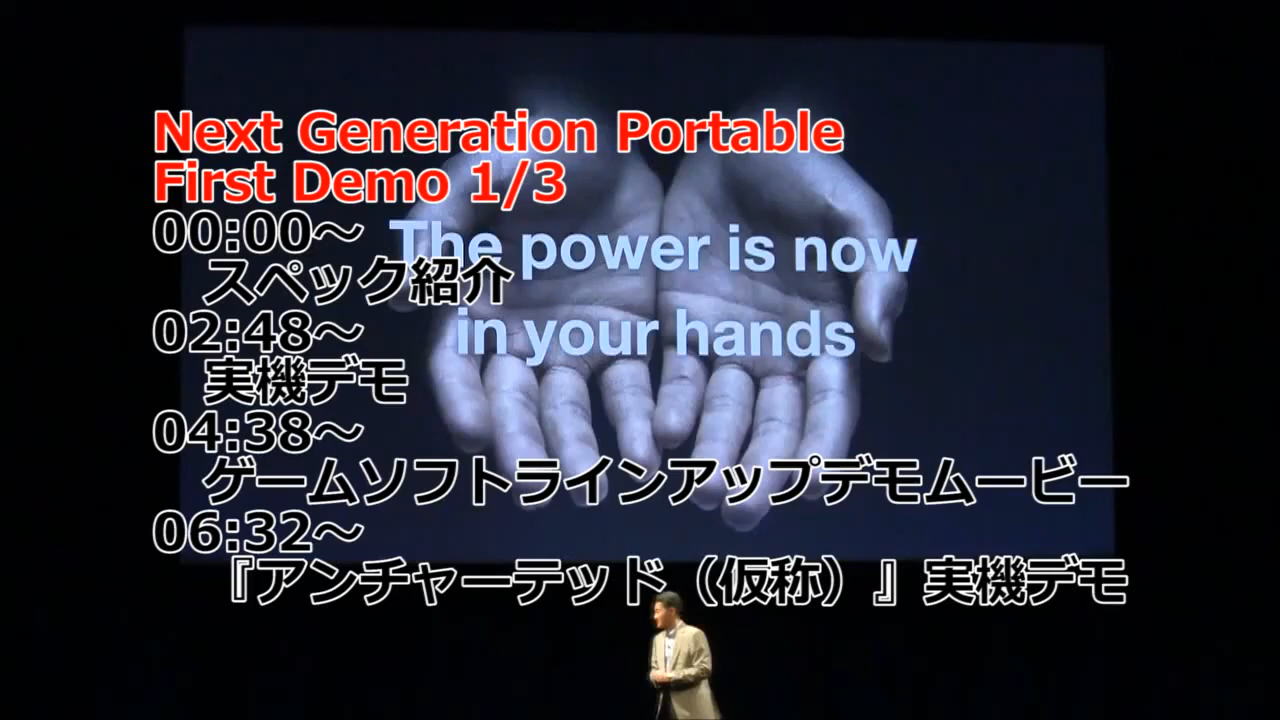 Next Generation Portable
First Demo 1/3
00:00~
スペック紹介
02:48~
実機デモ
04:38~
ゲームソフトラインアップデモムービー
06:32~
『アンチャーテッド（仮称）』実機デモ
The power is now
in your hands